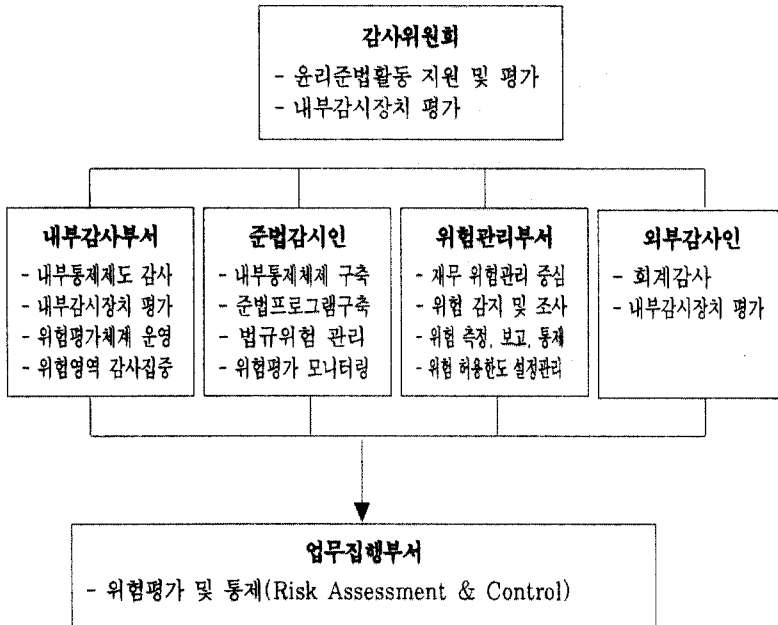 감사위원회
- 윤리준법활동 지원 및 평가
- 내부감시장치 평가
내부감사부서
- 내부통제제도 감사
- 내부감시장치 평가
- 위험평가체계 운영
- 위험영역 감사집중
준법감시인
- 내부통제체제 구축
- 준법프로그램구축
- 법규위험 관리
- 위험평가 모니터링
위험관리부서
- 재무 위험관리 중심
- 위험 감지 및 조사
- 위험 측정, 보고, 통제
- 위험 허용한도 설정관리
외부감사인
- 회계감사
- 내부감시장치 평가
업무집행부서
- 위험평가 및 통제(Risk Assessment & Control)